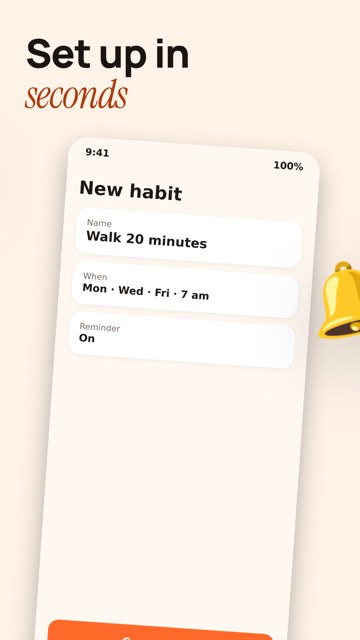 Set up in
seconds
9:41
100%
New habit
Name
Walk 20 minutes
When
Mon · Wed · Fri · 7 am
Reminder
On